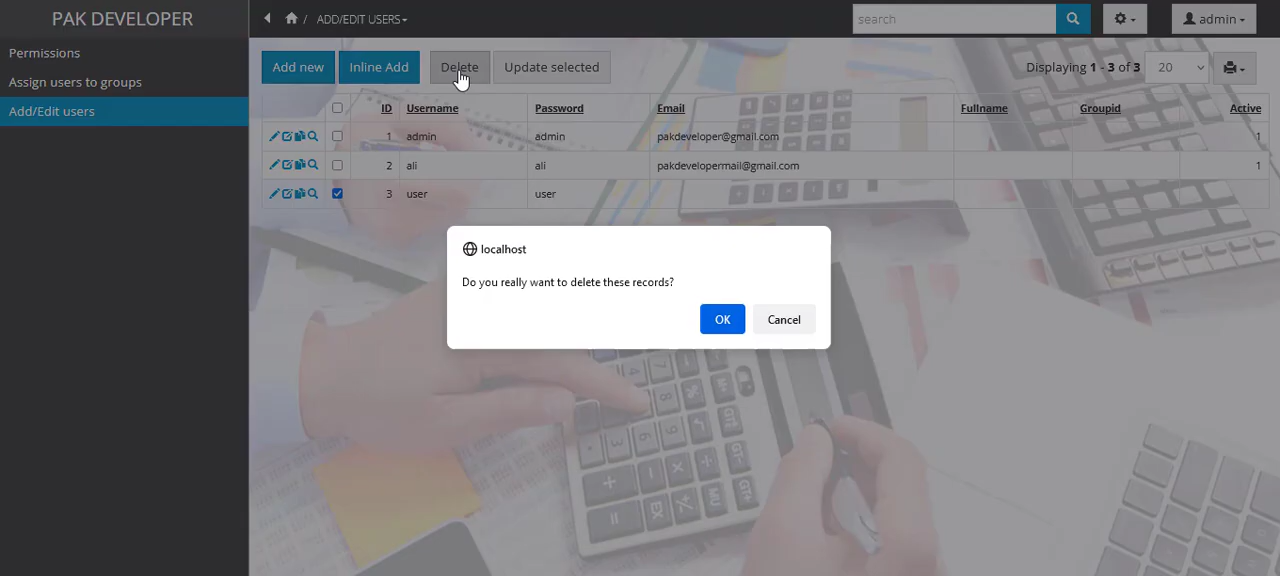 PAK DEVELOPER
/ ADD/EDIT USERS
search
admin
Permissions
Assign users to groups
Add/Edit users
Add new Inline Add Delete Update selected Displaying 1 - 3 of 3 20
ID Username Password Email Fullname Groupid Active
1 admin admin pakdeveloper@gmail.com 1
2 ali ali pakdevelopermail@gmail.com 1
3 user user
localhost
Do you really want to delete these records?
OK Cancel